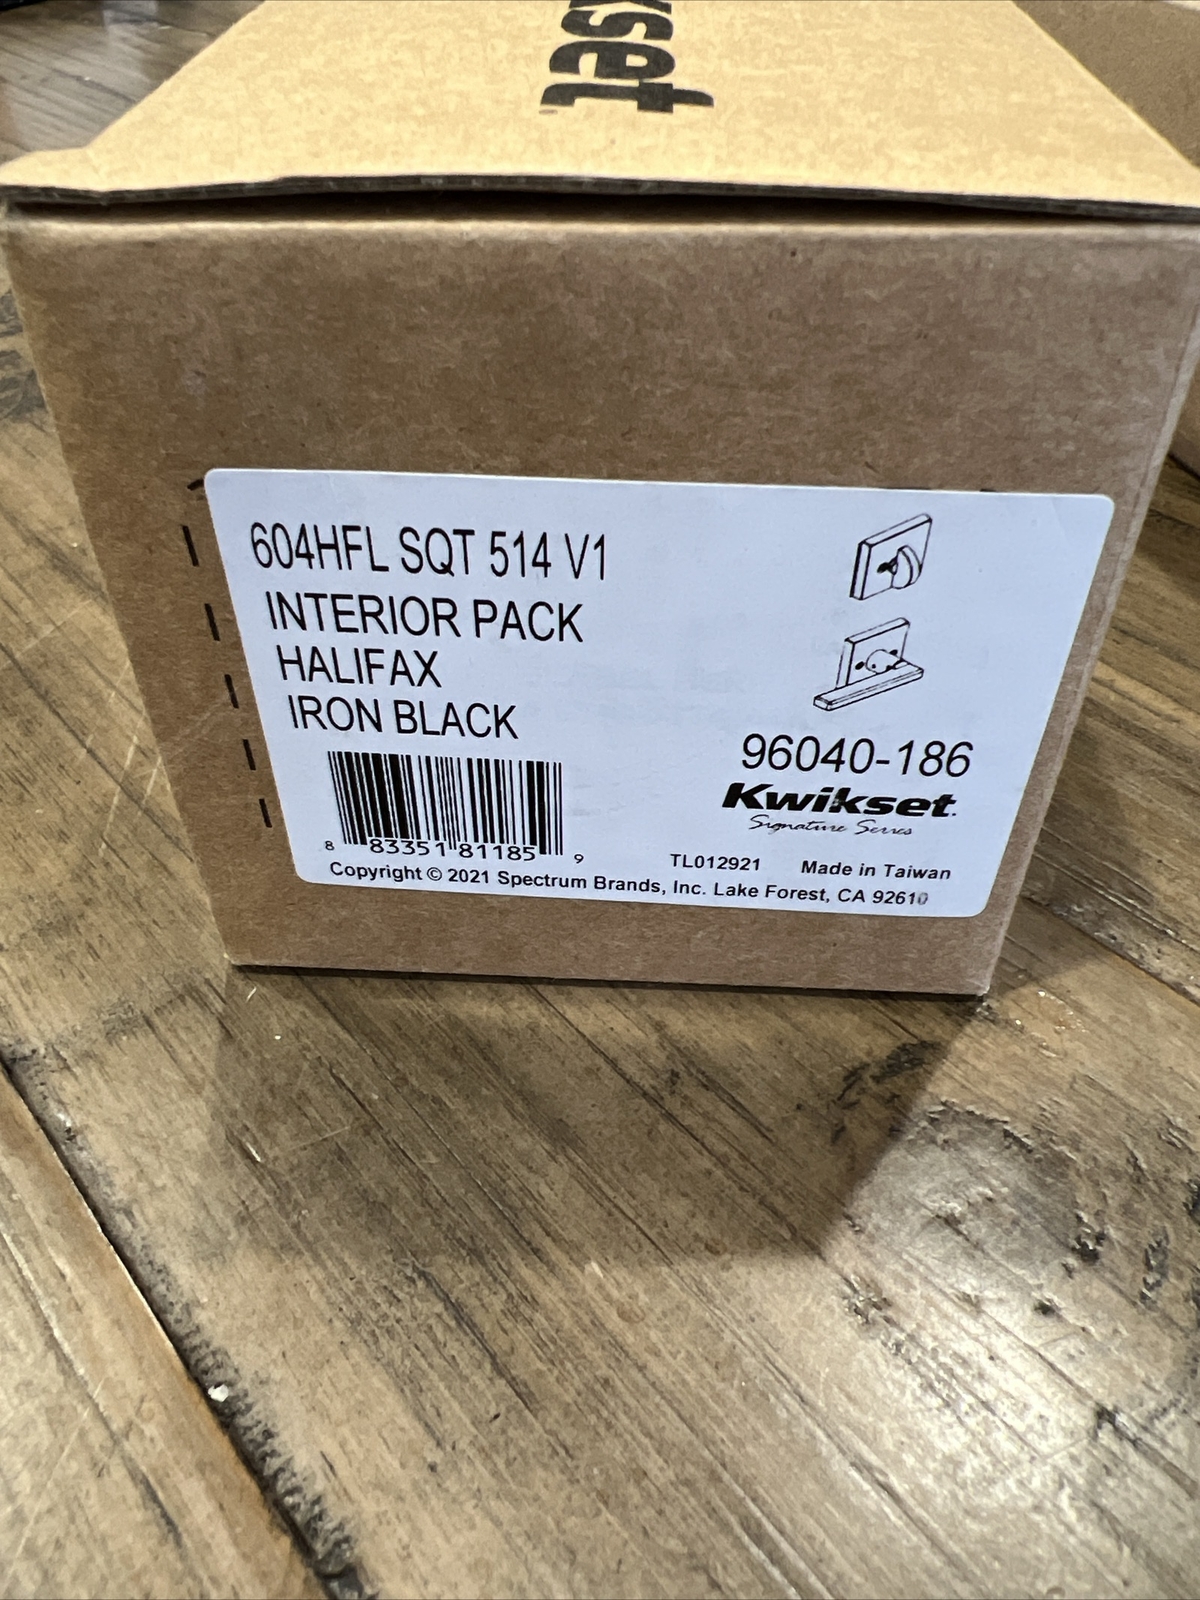 kset
604HFL SQT 514 V1
INTERIOR PACK
HALIFAX
IRON BLACK
96040-186
Kwikset
Signature Series
8 83351 81185 9
TL012921 Made in Taiwan
Copyright © 2021 Spectrum Brands, Inc. Lake Forest, CA 92610